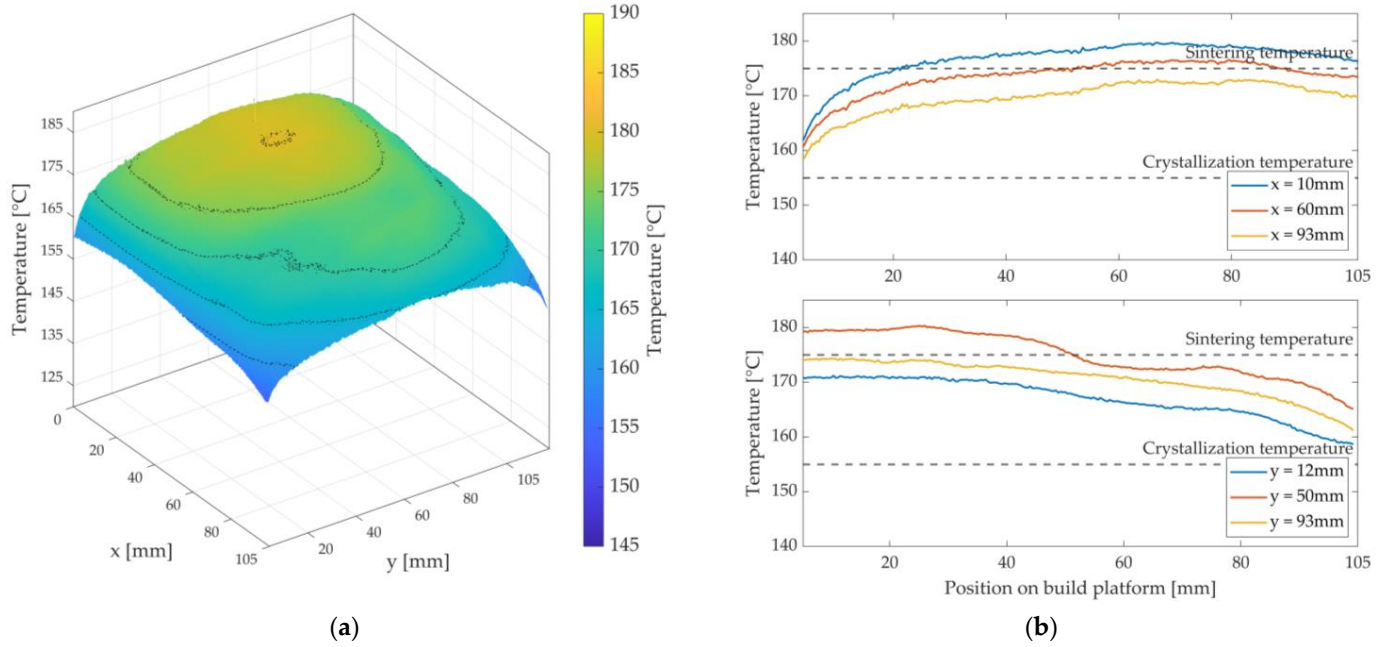 190
185
180
175
170
165
160
155
150
145
Temperature [°C]
185
175
165
155
145
135
125
Temperature [°C]
0
20
40
60
80
105
x [mm]
20
40
60
80
105
y [mm]
(a)
180
170
160
150
140
Temperature [°C]
Sintering temperature
Crystallization temperature
x = 10mm
x = 60mm
x = 93mm
20
40
60
80
105
180
170
160
150
140
Temperature [°C]
Sintering temperature
Crystallization temperature
y = 12mm
y = 50mm
y = 93mm
20
40
60
80
105
Position on build platform [mm]
(b)